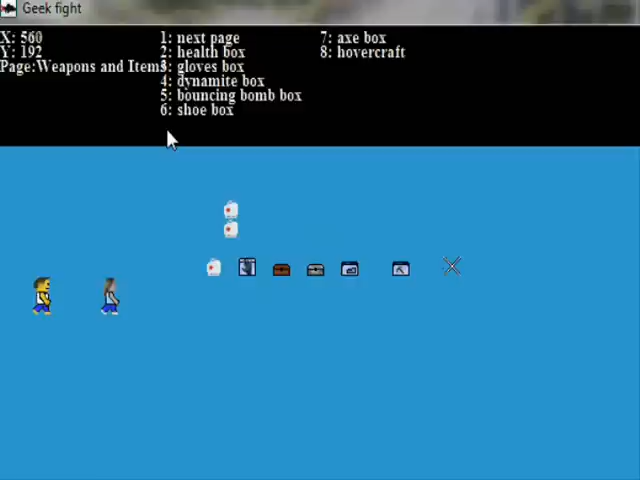 Geek fight
X: 560
Y: 192
Page:Weapons and Items
1: next page
2: health box
3: gloves box
4: dynamite box
5: bouncing bomb box
6: shoe box
7: axe box
8: hovercraft